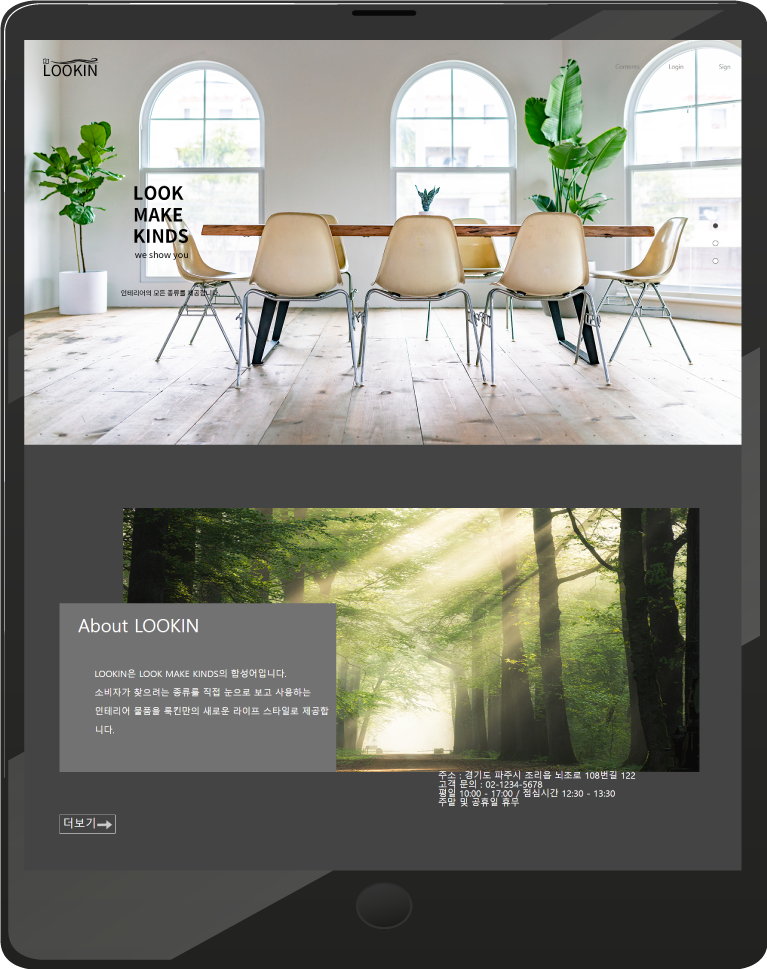 LOOKIN
Contents Login Sign
LOOK
MAKE
KINDS
we show you
인테리어의 모든 종류를 제공합니다.
About LOOKIN
LOOKIN은 LOOK MAKE KINDS의 합성어입니다.
소비자가 찾으려는 종류를 직접 눈으로 보고 사용하는
인테리어 물품을 룩킨만의 새로운 라이프 스타일로 제공합
니다.
주소 : 경기도 파주시 조리읍 뇌조로 108번길 122
고객 문의 : 02-1234-5678
평일 10:00 - 17:00 / 점심시간 12:30 - 13:30
주말 및 공휴일 휴무
더보기